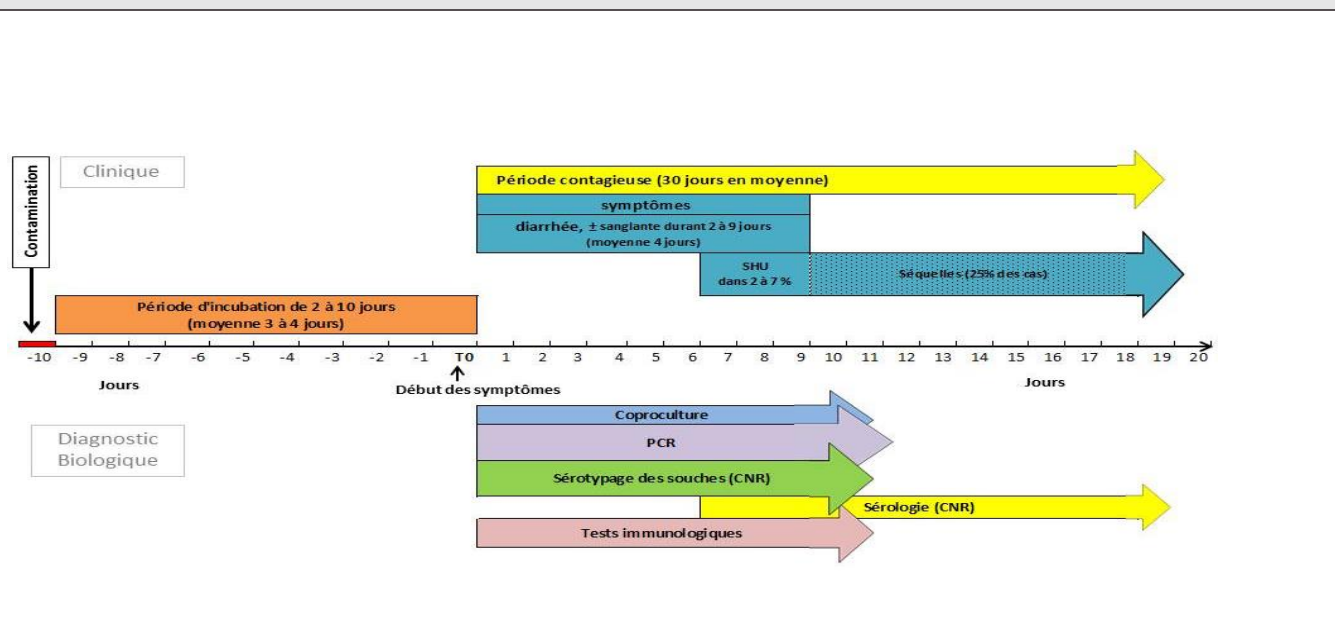 Contamination
Clinique
Période contagieuse (30 jours en moyenne)
symptômes
diarrhée, ± sanglante durant 2 à 9 jours
(moyenne 4 jours)
SHU
dans 2 à 7 %
Séquelles (25% des cas)
Période d'incubation de 2 à 10 jours
(moyenne 3 à 4 jours)
-10 -9 -8 -7 -6 -5 -4 -3 -2 -1 T0 1 2 3 4 5 6 7 8 9 10 11 12 13 14 15 16 17 18 19 20
Jours
Début des symptômes
Jours
Diagnostic
Biologique
Coproculture
PCR
Sérotypage des souches (CNR)
Sérologie (CNR)
Tests immunologiques